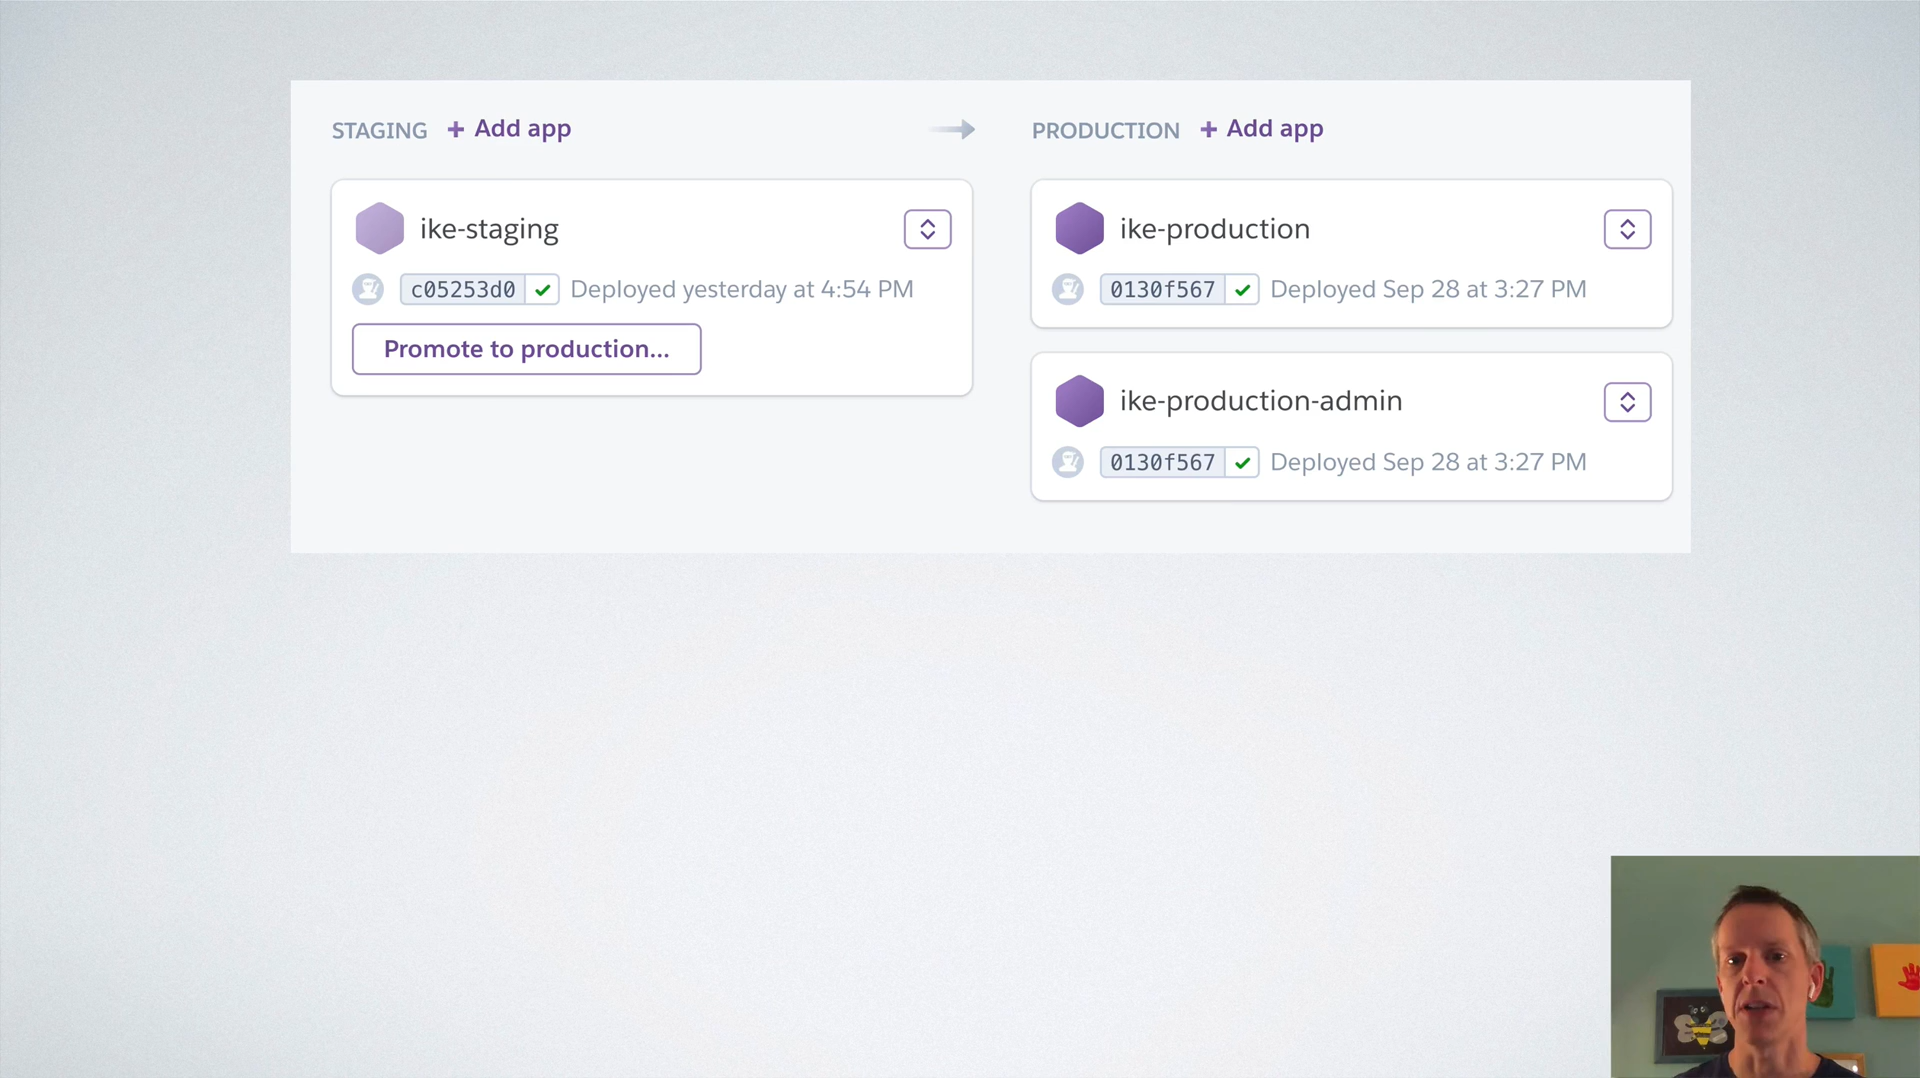 STAGING + Add app
ike-staging
c05253d0 Deployed yesterday at 4:54 PM
Promote to production...
PRODUCTION + Add app
ike-production
0130f567 Deployed Sep 28 at 3:27 PM
ike-production-admin
0130f567 Deployed Sep 28 at 3:27 PM